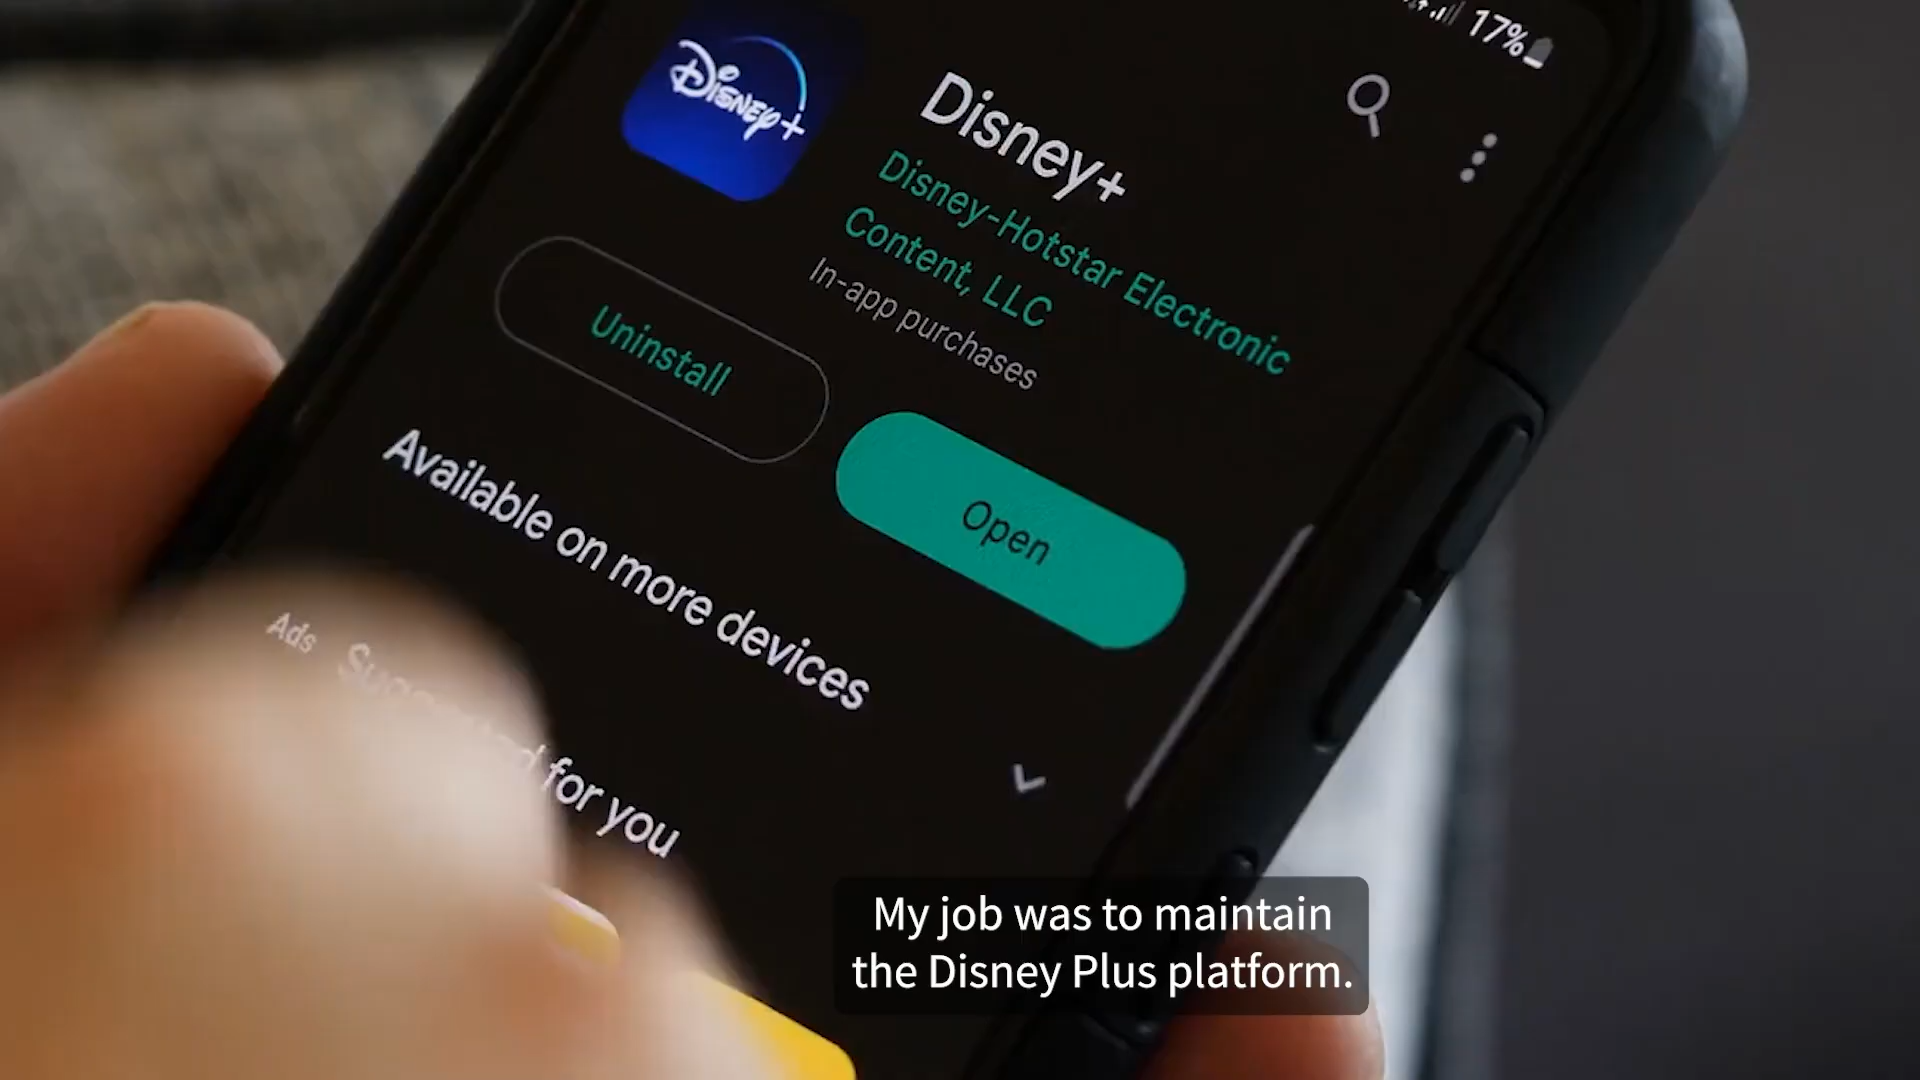 17%
Disney+
Disney+
Disney-Hotstar Electronic
Content, LLC
In-app purchases
Uninstall
Open
Available on more devices
Ads
for you
My job was to maintain
the Disney Plus platform.